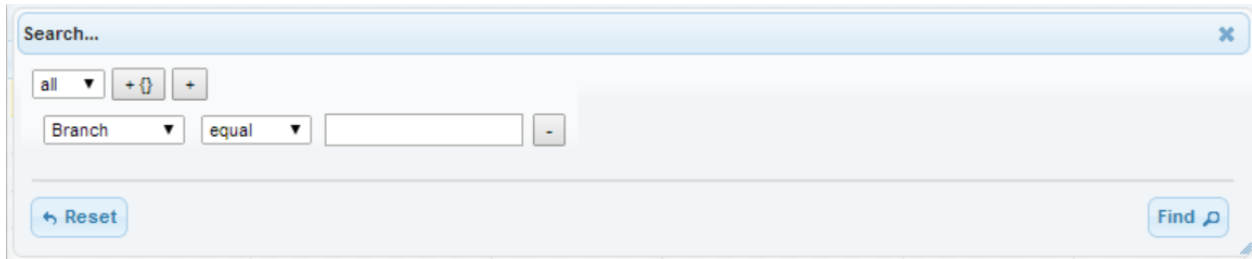 Search...
all + {} +
Branch equal -
Reset Find